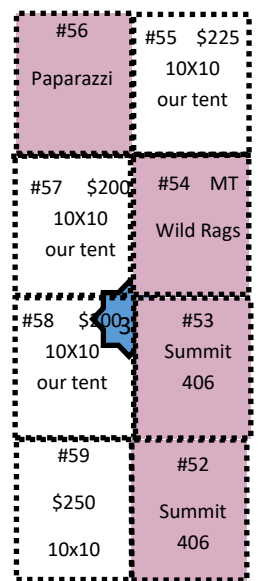 #56
Paparazzi
#55 $225
10X10
our tent
#57 $200
10X10
our tent
#54 MT
Wild Rags
#58 $200
10X10
our tent
3
#53
Summit
406
#59
$250
10x10
#52
Summit
406